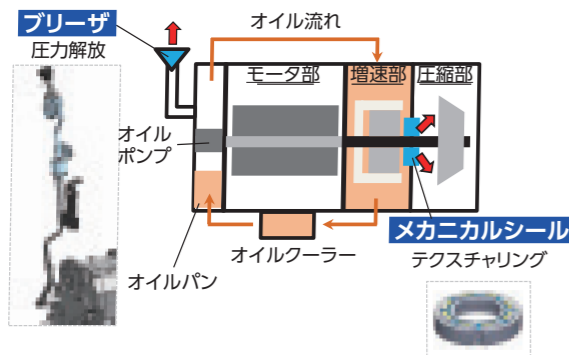 オイル流れ
ブリーザ
圧力解放
モータ部
増速部
圧縮部
オイル
ポンプ
メカニカルシール
テクスチャリング
オイルクーラー
オイルパン